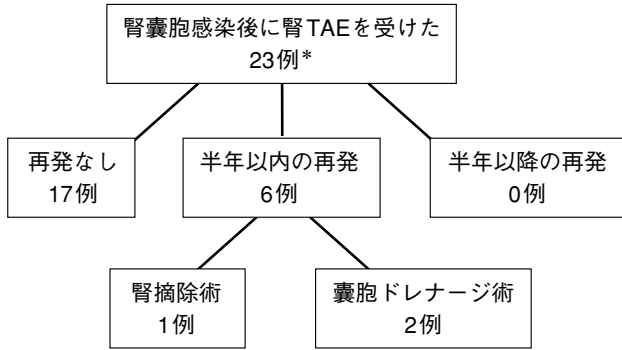 腎嚢胞感染後に腎TAEを受けた
23例*
再発なし
17例
半年以内の再発
6例
半年以降の再発
0例
腎摘除術
1例
嚢胞ドレナージ術
2例